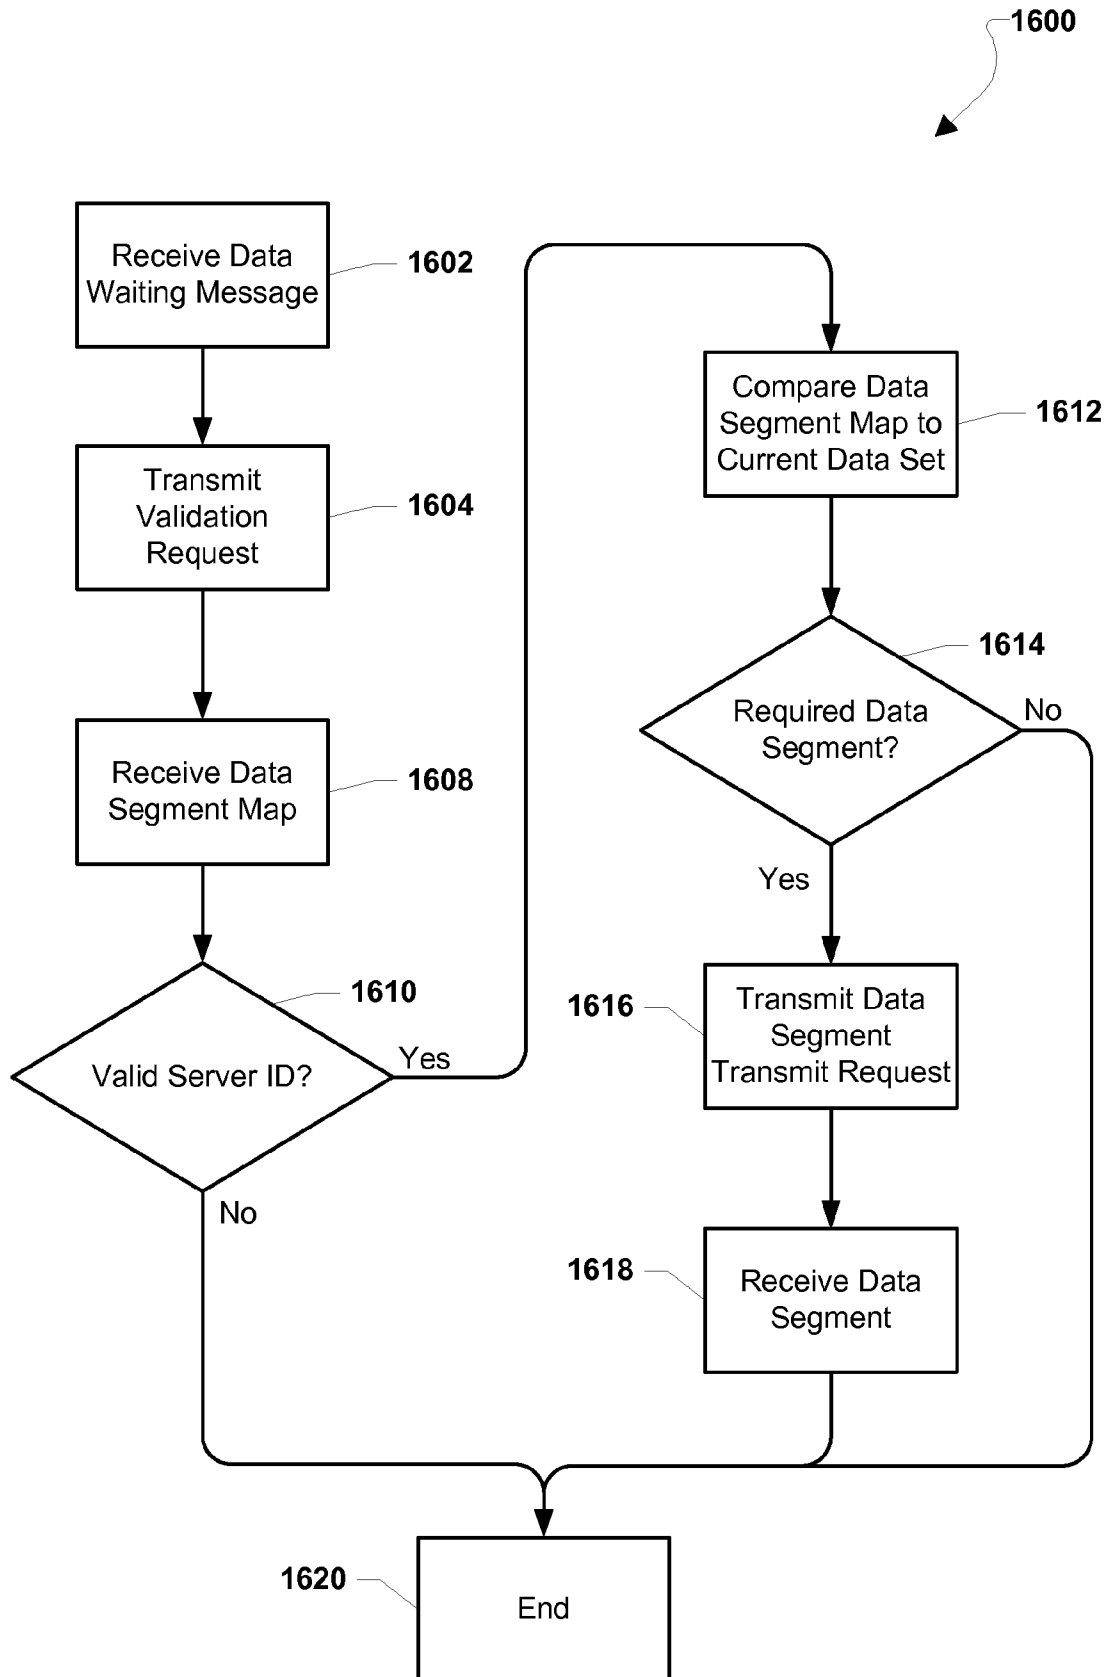 1600
Receive Data
Waiting Message
1602
Transmit
Validation
Request
1604
Receive Data
Segment Map
1608
Valid Server ID?
1610
Yes
No
Compare Data
Segment Map to
Current Data Set
1612
Required Data
Segment?
1614
No
Yes
Transmit Data
Segment
Transmit Request
1616
Receive Data
Segment
1618
End
1620